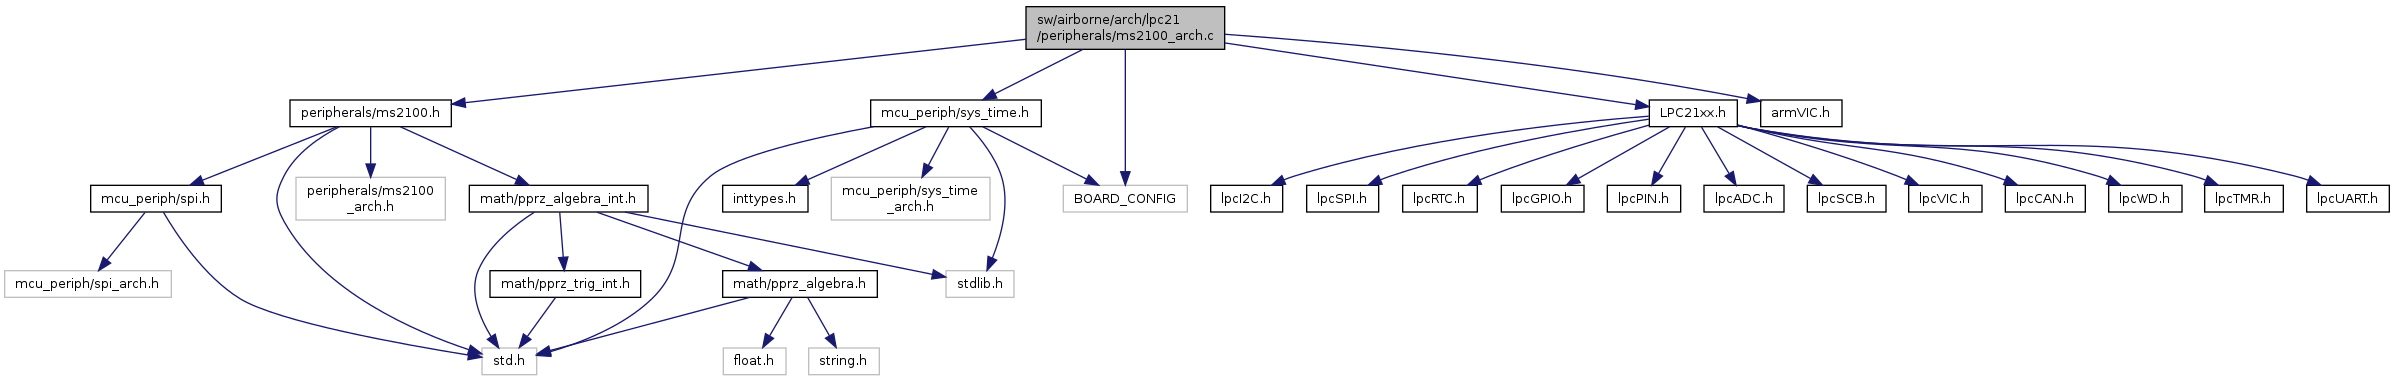 sw/airborne/arch/lpc21
/peripherals/ms2100_arch.c
peripherals/ms2100.h
mcu_periph/sys_time.h
LPC21xx.h
armVIC.h
mcu_periph/spi.h
peripherals/ms2100
_arch.h
math/pprz_algebra_int.h
inttypes.h
mcu_periph/sys_time
_arch.h
BOARD_CONFIG
lpcI2C.h
lpcSPI.h
lpcRTC.h
lpcGPIO.h
lpcPIN.h
lpcADC.h
lpcSCB.h
lpcVIC.h
lpcCAN.h
lpcWD.h
lpcTMR.h
lpcUART.h
mcu_periph/spi_arch.h
math/pprz_trig_int.h
math/pprz_algebra.h
stdlib.h
std.h
float.h
string.h